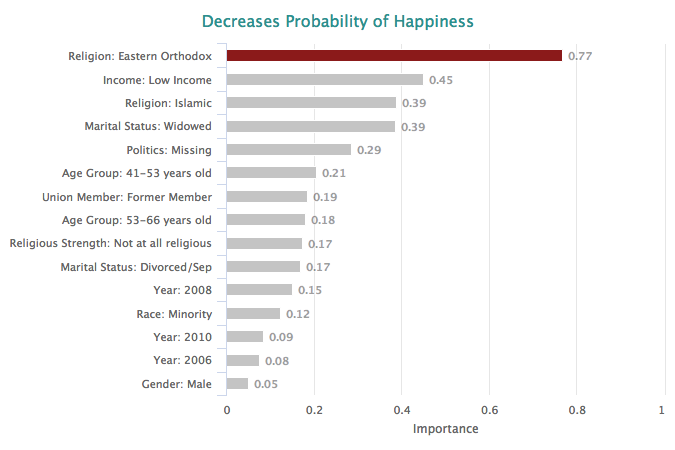 Decreases Probability of Happiness
Religion: Eastern Orthodox 0.77
Income: Low Income 0.45
Religion: Islamic 0.39
Marital Status: Widowed 0.39
Politics: Missing 0.29
Age Group: 41-53 years old 0.21
Union Member: Former Member 0.19
Age Group: 53-66 years old 0.18
Religious Strength: Not at all religious 0.17
Marital Status: Divorced/Sep 0.17
Year: 2008 0.15
Race: Minority 0.12
Year: 2010 0.09
Year: 2006 0.08
Gender: Male 0.05
0 0.2 0.4 0.6 0.8 1
Importance